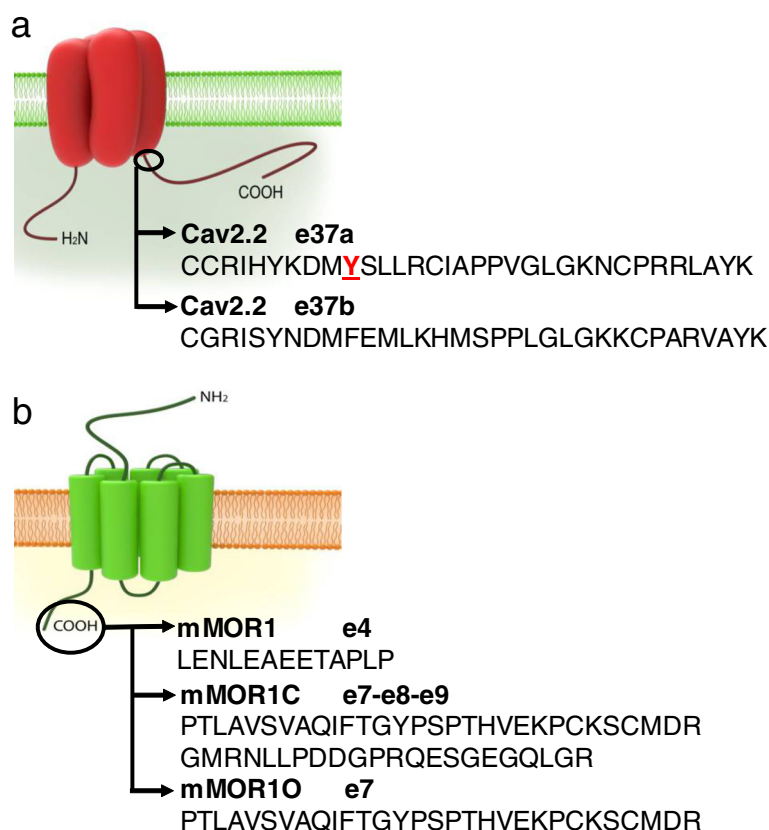 a
COOH
H₂N
Cav2.2 e37a
CCRIHYKDMYSLLRCIAPPVGLGKNCPRRLAYK
Cav2.2 e37b
CGRISYNDMFEMLKHMSPPLGLGKKCPARVAYK
b
NH₂
COOH
mMOR1 e4
LENLEAEETAPLP
mMOR1C e7-e8-e9
PTLAVSVAQIFTGYPSPTHVEKPCKSCMDR
GMRNLLPDDGPRQESGEGQLGR
mMOR1O e7
PTLAVSVAQIFTGYPSPTHVEKPCKSCMDR